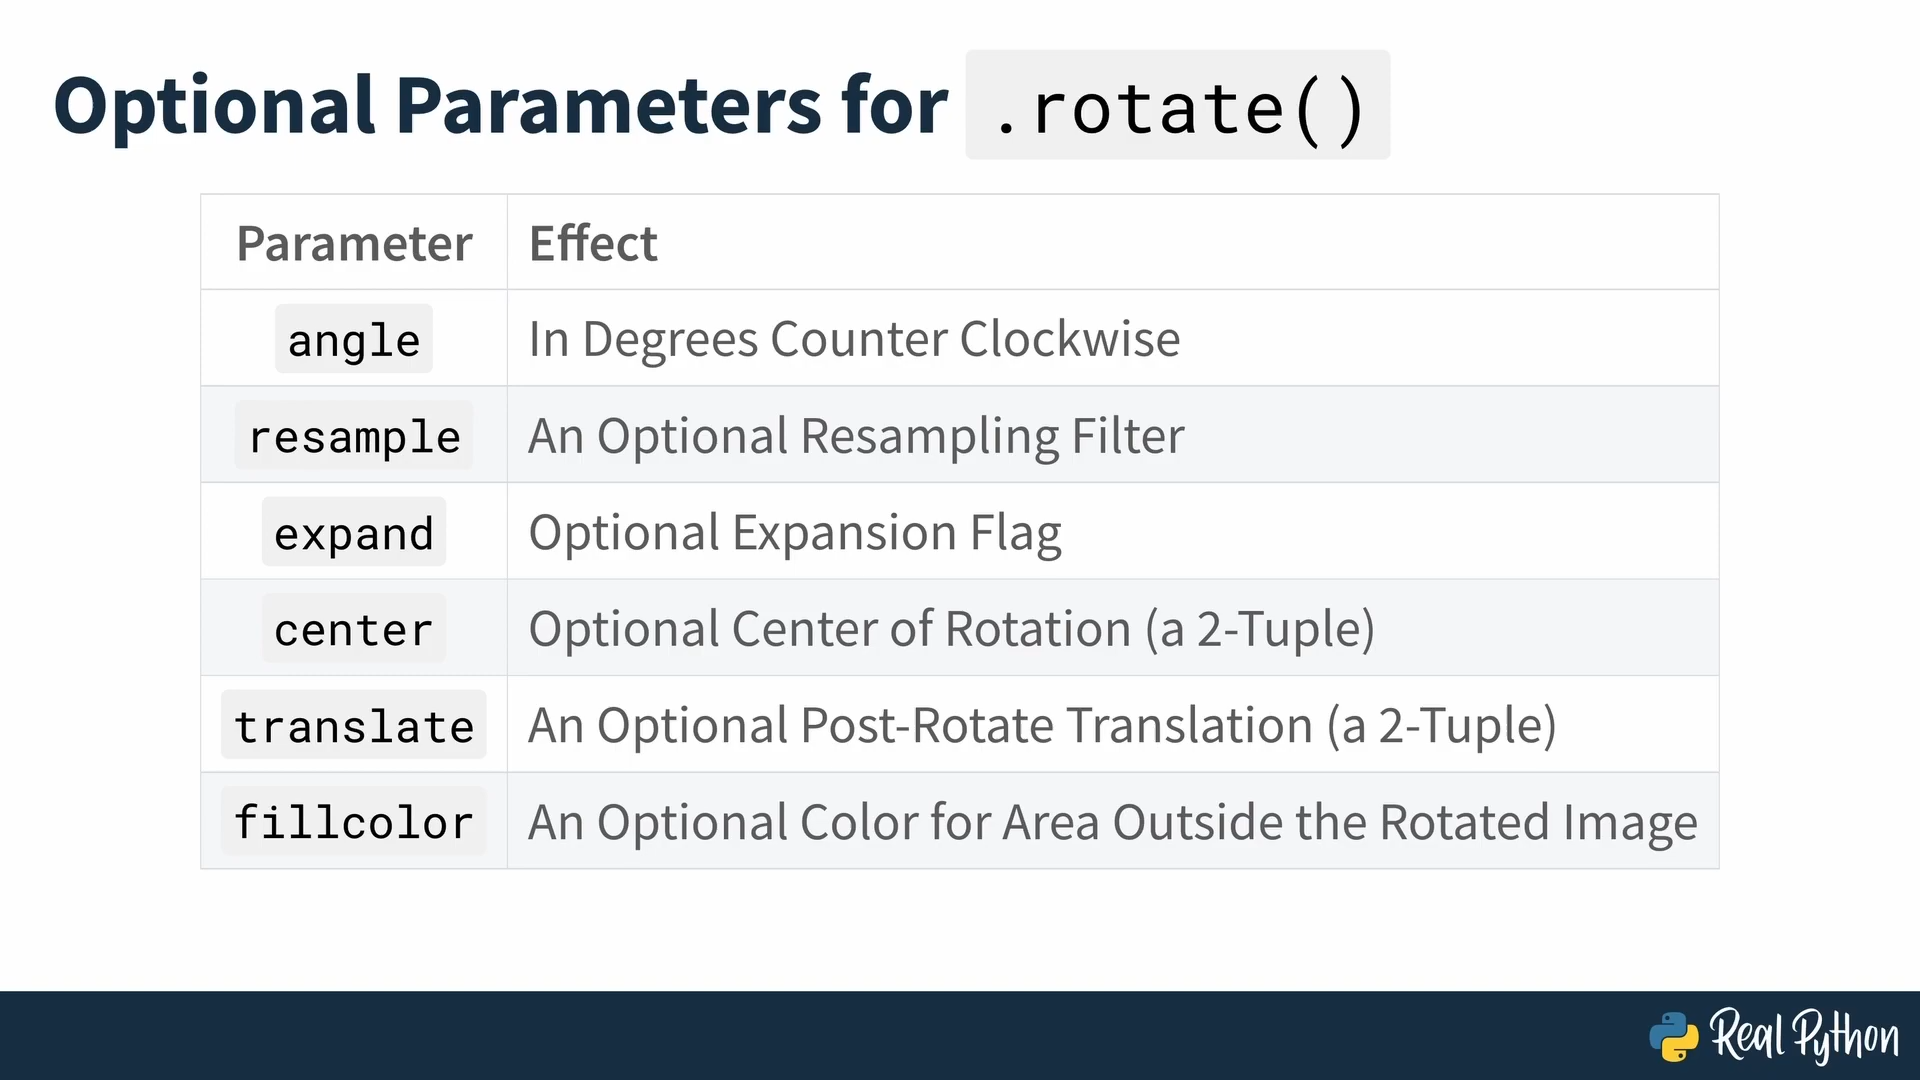 Optional Parameters for .rotate()
Parameter Effect
angle In Degrees Counter Clockwise
resample An Optional Resampling Filter
expand Optional Expansion Flag
center Optional Center of Rotation (a 2-Tuple)
translate An Optional Post-Rotate Translation (a 2-Tuple)
fillcolor An Optional Color for Area Outside the Rotated Image
Real Python